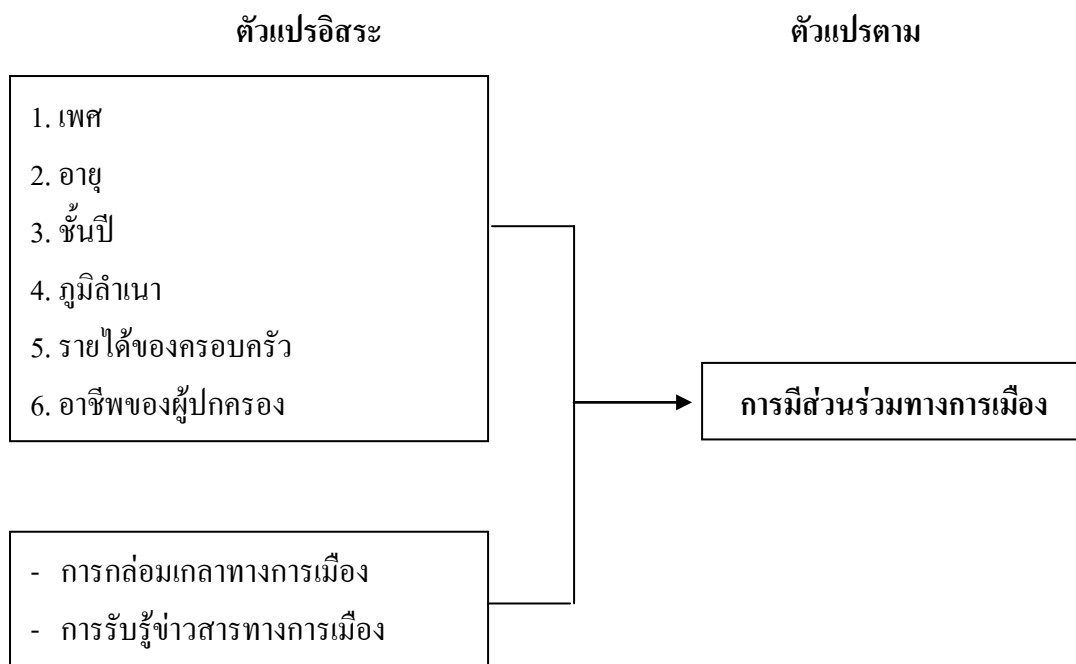 ตัวแปรอิสระ
ตัวแปรตาม
1. เพศ
2. อายุ
3. ชั้นปี
4. ภูมิลำเนา
5. รายได้ของครอบครัว
6. อาชีพของผู้ปกครอง
การมีส่วนร่วมทางการเมือง
- การกล่อมเกลาทางการเมือง
- การรับรู้ข่าวสารทางการเมือง